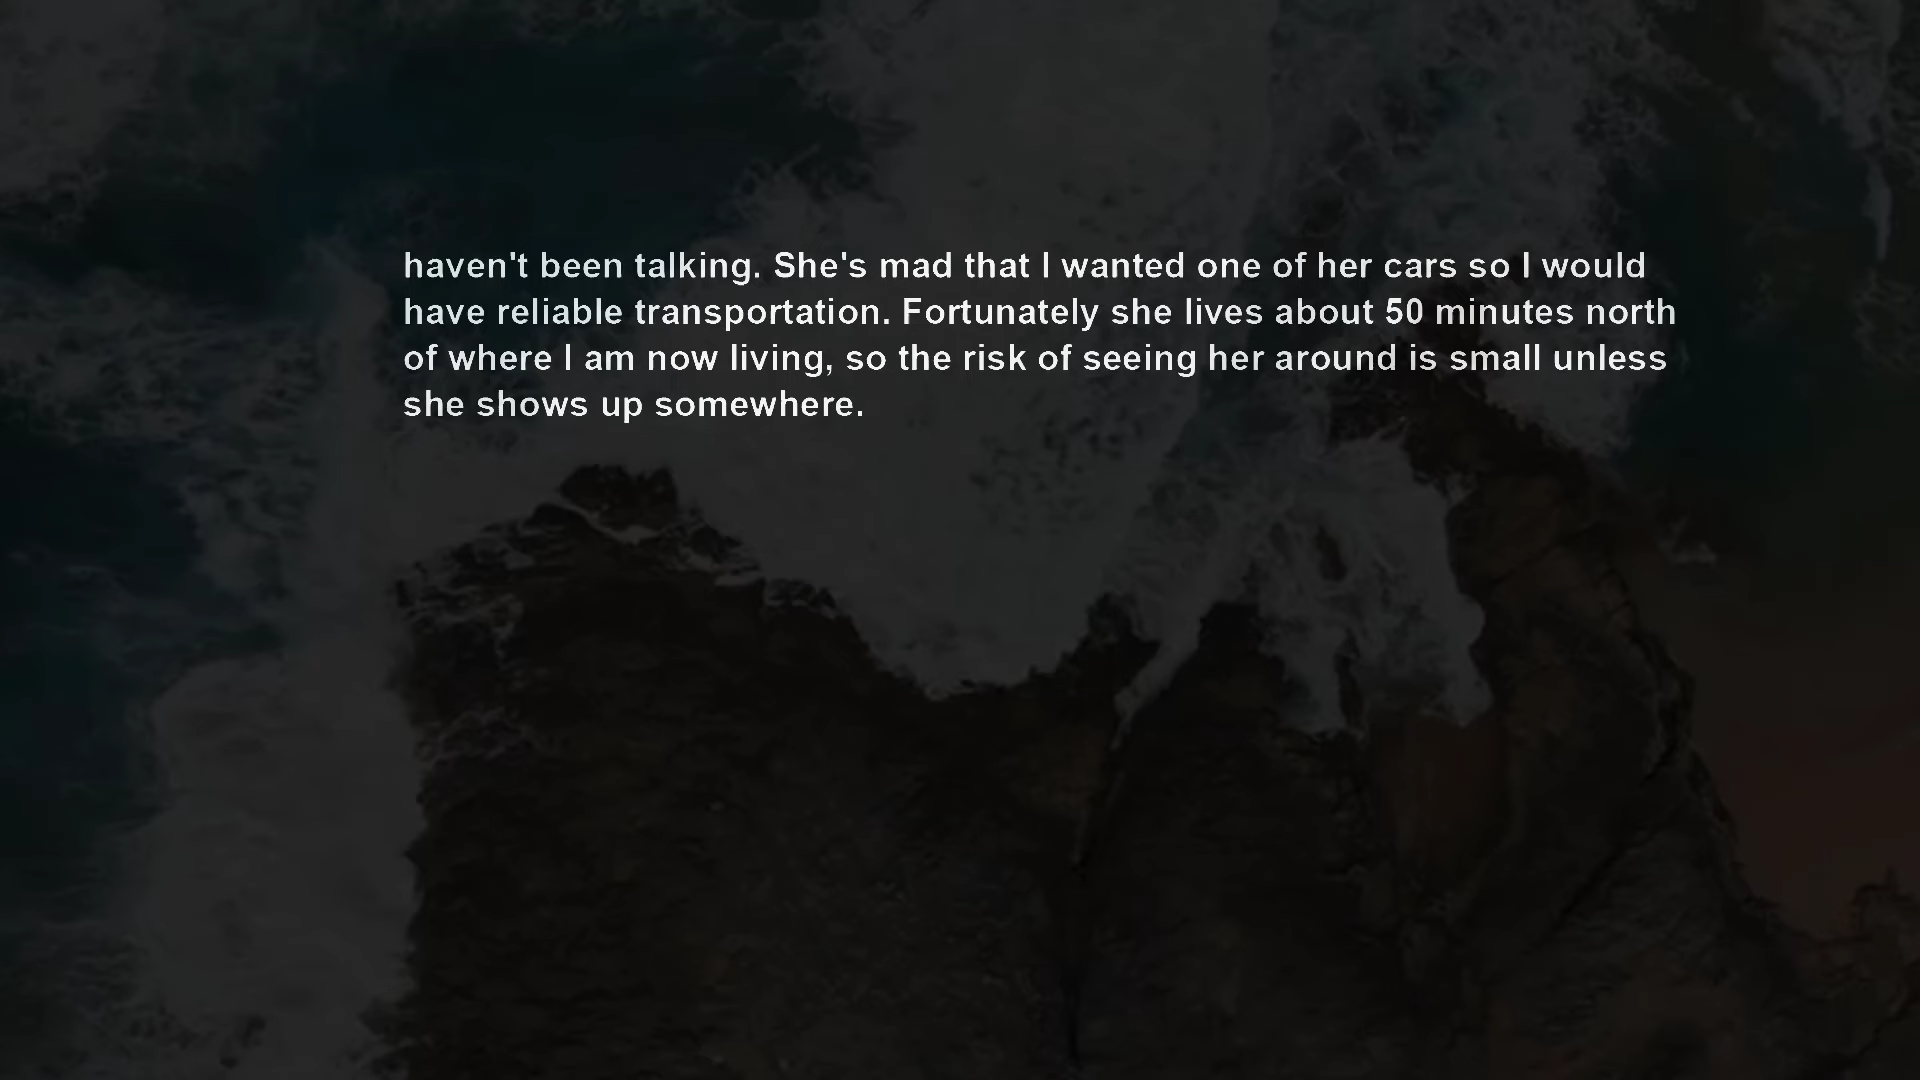 haven't been talking. She's mad that I wanted one of her cars so I would
have reliable transportation. Fortunately she lives about 50 minutes north
of where I am now living, so the risk of seeing her around is small unless
she shows up somewhere.